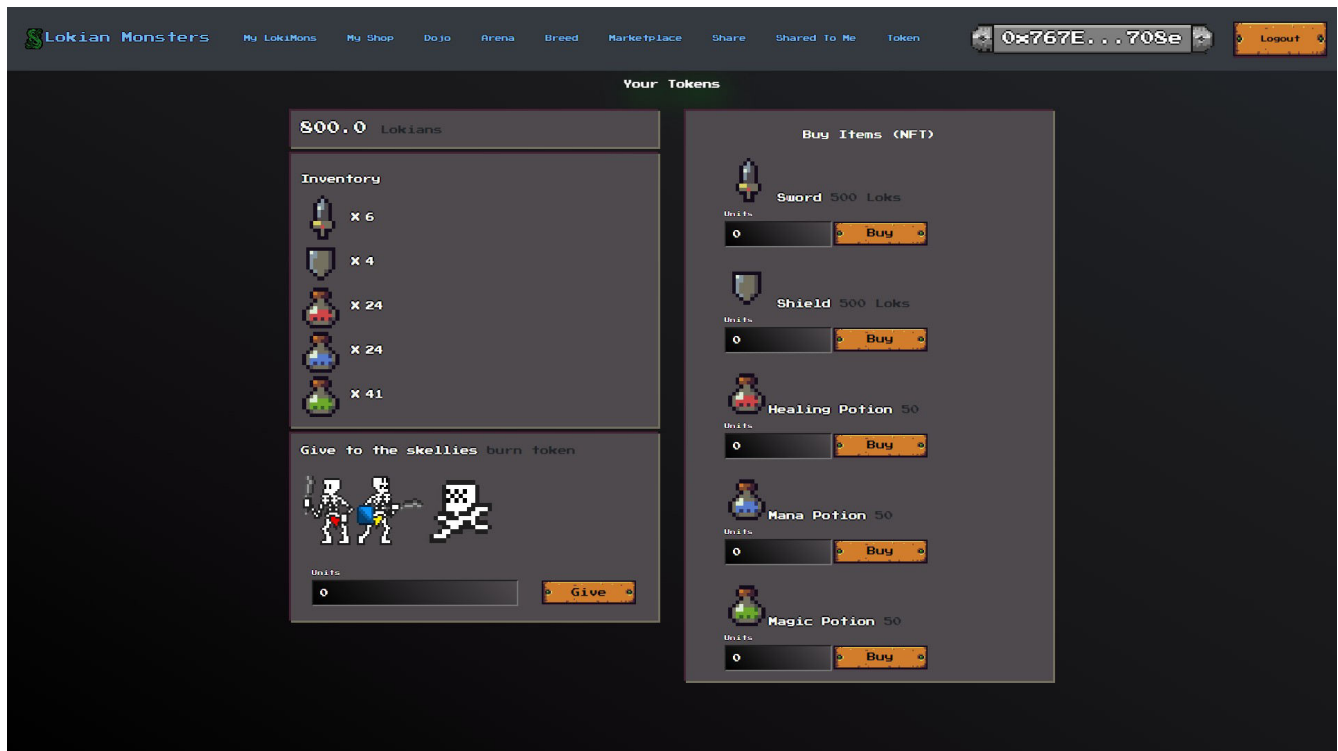 Lokian Monsters My LokiMons My Shop Dojo Arena Breed Marketplace Share Shared To Me Token 0x767E...708e Logout
Your Tokens
800.0 Lokians
Inventory
X 6
X 4
X 24
X 24
X 41
Give to the skellies burn token
Units
0
Give
Buy Items (NFT)
Sword 500 Loks
Units
0 Buy
Shield 500 Loks
Units
0 Buy
Healing Potion 50
Units
0 Buy
Mana Potion 50
Units
0 Buy
Magic Potion 50
Units
0 Buy